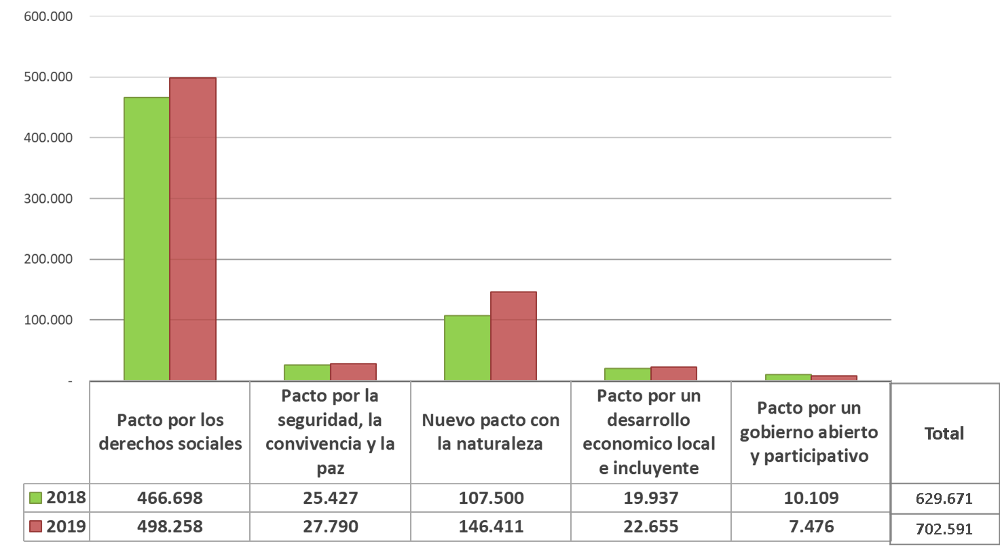 600.000
500.000
400.000
300.000
200.000
100.000
-
Pacto por los
derechos sociales
Pacto por la
seguridad, la
convivencia y la
paz
Nuevo pacto con
la naturaleza
Pacto por un
desarrollo
economico local
e incluyente
Pacto por un
gobierno abierto
y participativo
Total
2018 466.698 25.427 107.500 19.937 10.109 629.671
2019 498.258 27.790 146.411 22.655 7.476 702.591